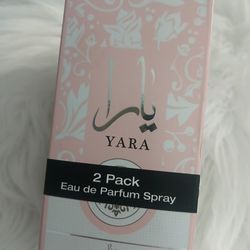 يارا
YARA
2 Pack
Eau de Parfum Spray